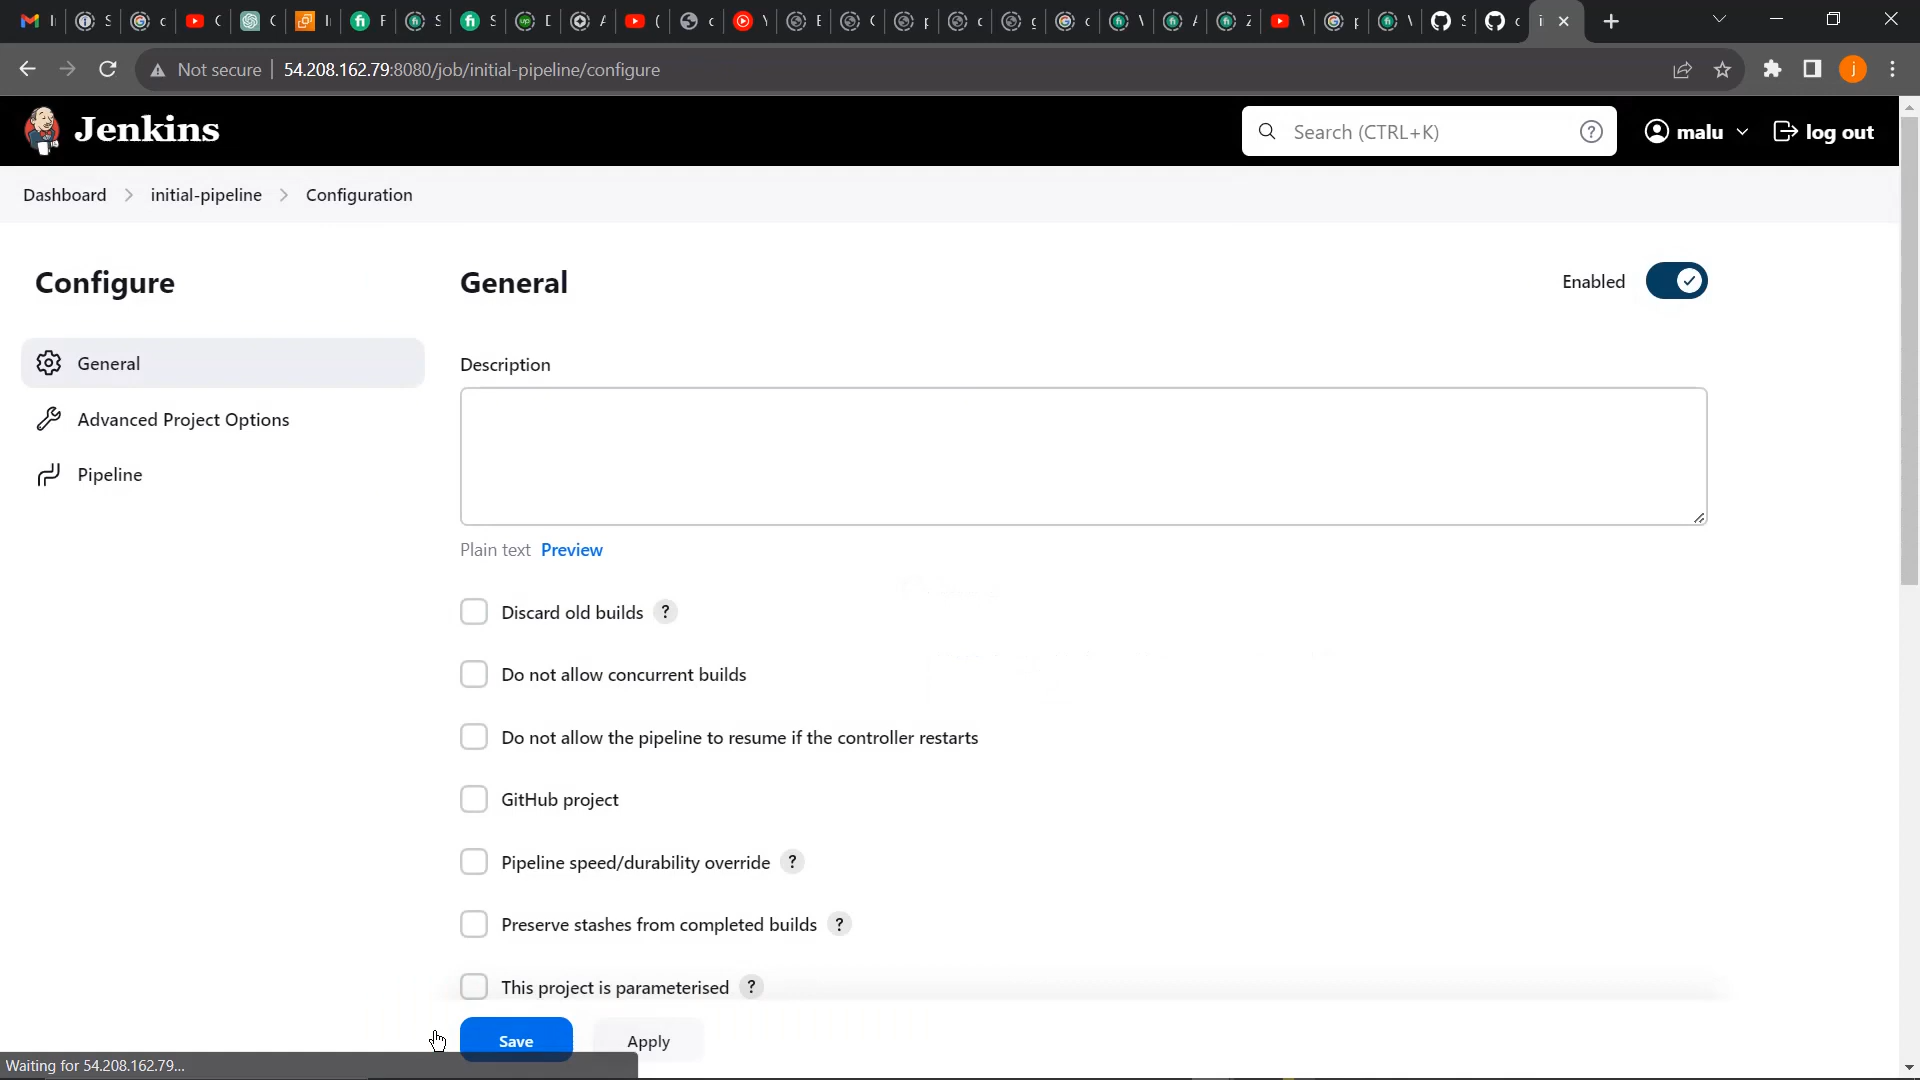 Not secure
54.208.162.79:8080/job/initial-pipeline/configure
j
Jenkins
Search (CTRL+K)
?
malu
log out
Dashboard
initial-pipeline
Configuration
Configure
General
Enabled
General
Advanced Project Options
Pipeline
Description
Plain text Preview
Discard old builds ?
Do not allow concurrent builds
Do not allow the pipeline to resume if the controller restarts
GitHub project
Pipeline speed/durability override ?
Preserve stashes from completed builds ?
This project is parameterised ?
Save
Apply
Waiting for 54.208.162.79...